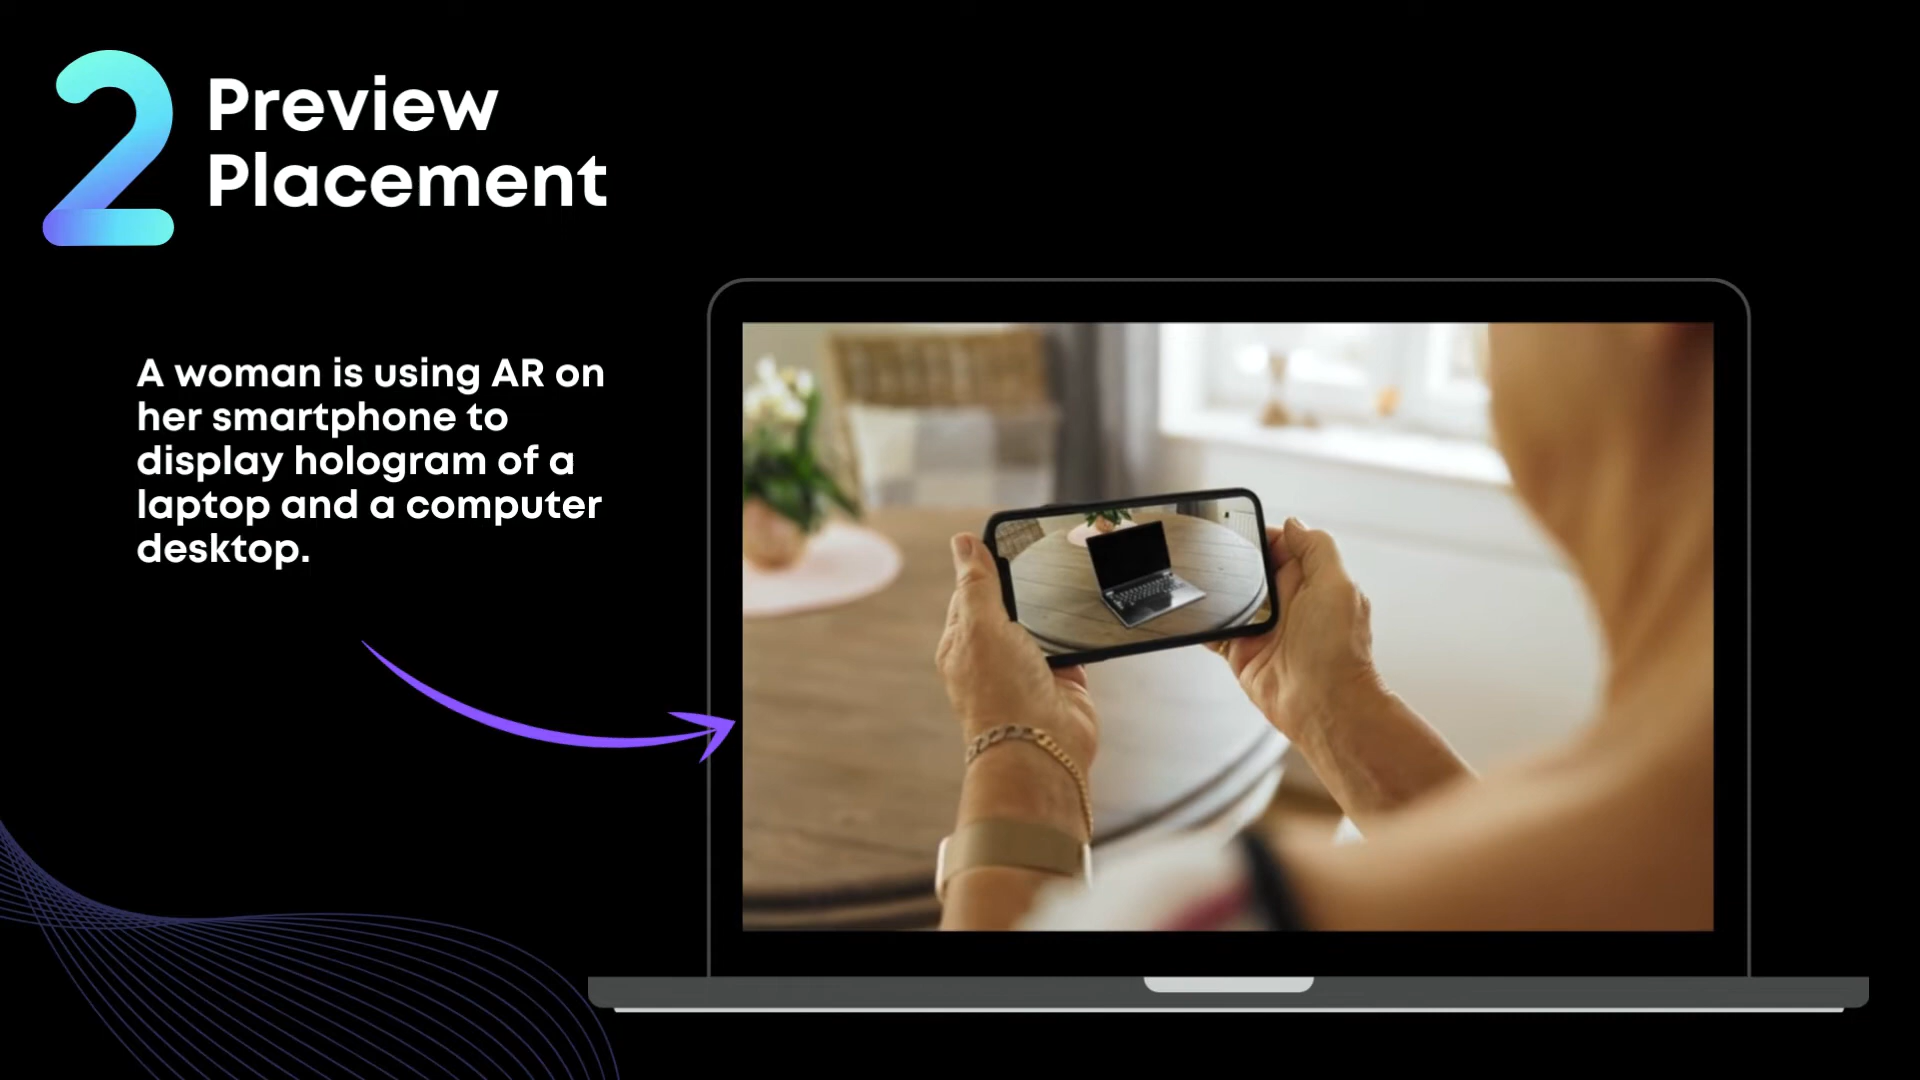 2
Preview
Placement
A woman is using AR on
her smartphone to
display hologram of a
laptop and a computer
desktop.